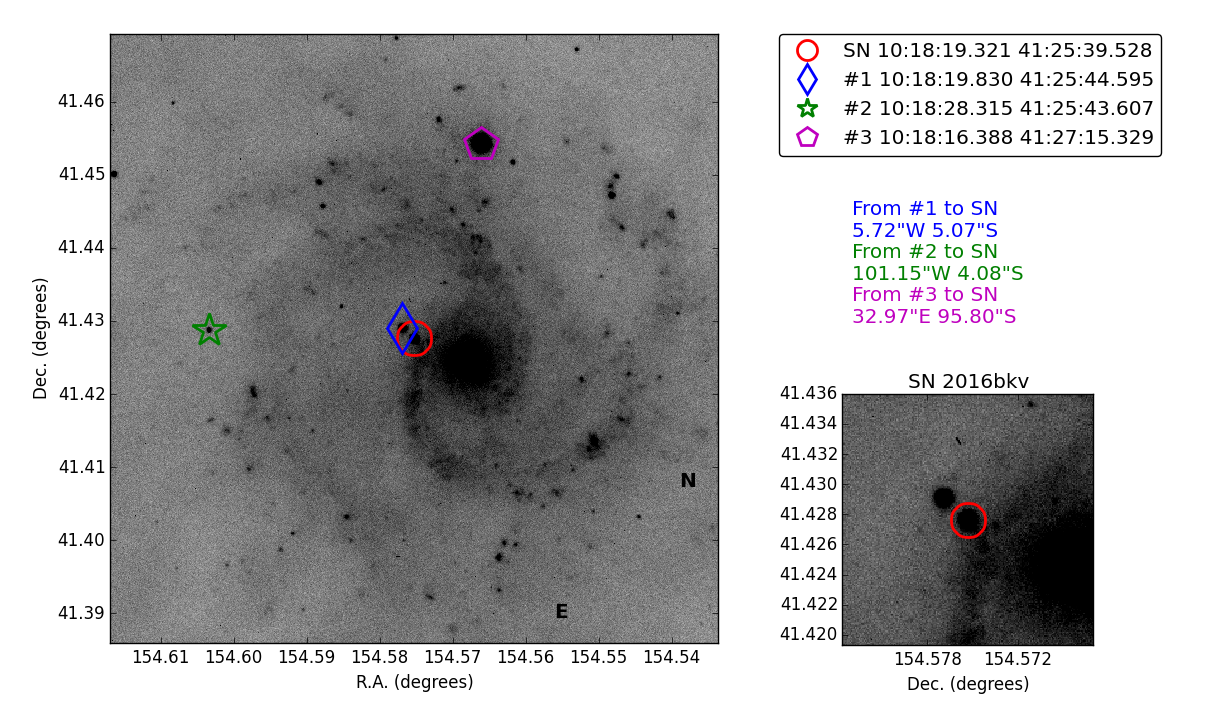 41.46
41.45
41.44
41.43
41.42
41.41
41.40
41.39
Dec. (degrees)
N
E
154.61 154.60 154.59 154.58 154.57 154.56 154.55 154.54
R.A. (degrees)
SN 10:18:19.321 41:25:39.528
#1 10:18:19.830 41:25:44.595
#2 10:18:28.315 41:25:43.607
#3 10:18:16.388 41:27:15.329
From #1 to SN
5.72"W 5.07"S
From #2 to SN
101.15"W 4.08"S
From #3 to SN
32.97"E 95.80"S
SN 2016bkv
41.436
41.434
41.432
41.430
41.428
41.426
41.424
41.422
41.420
154.578 154.572
Dec. (degrees)